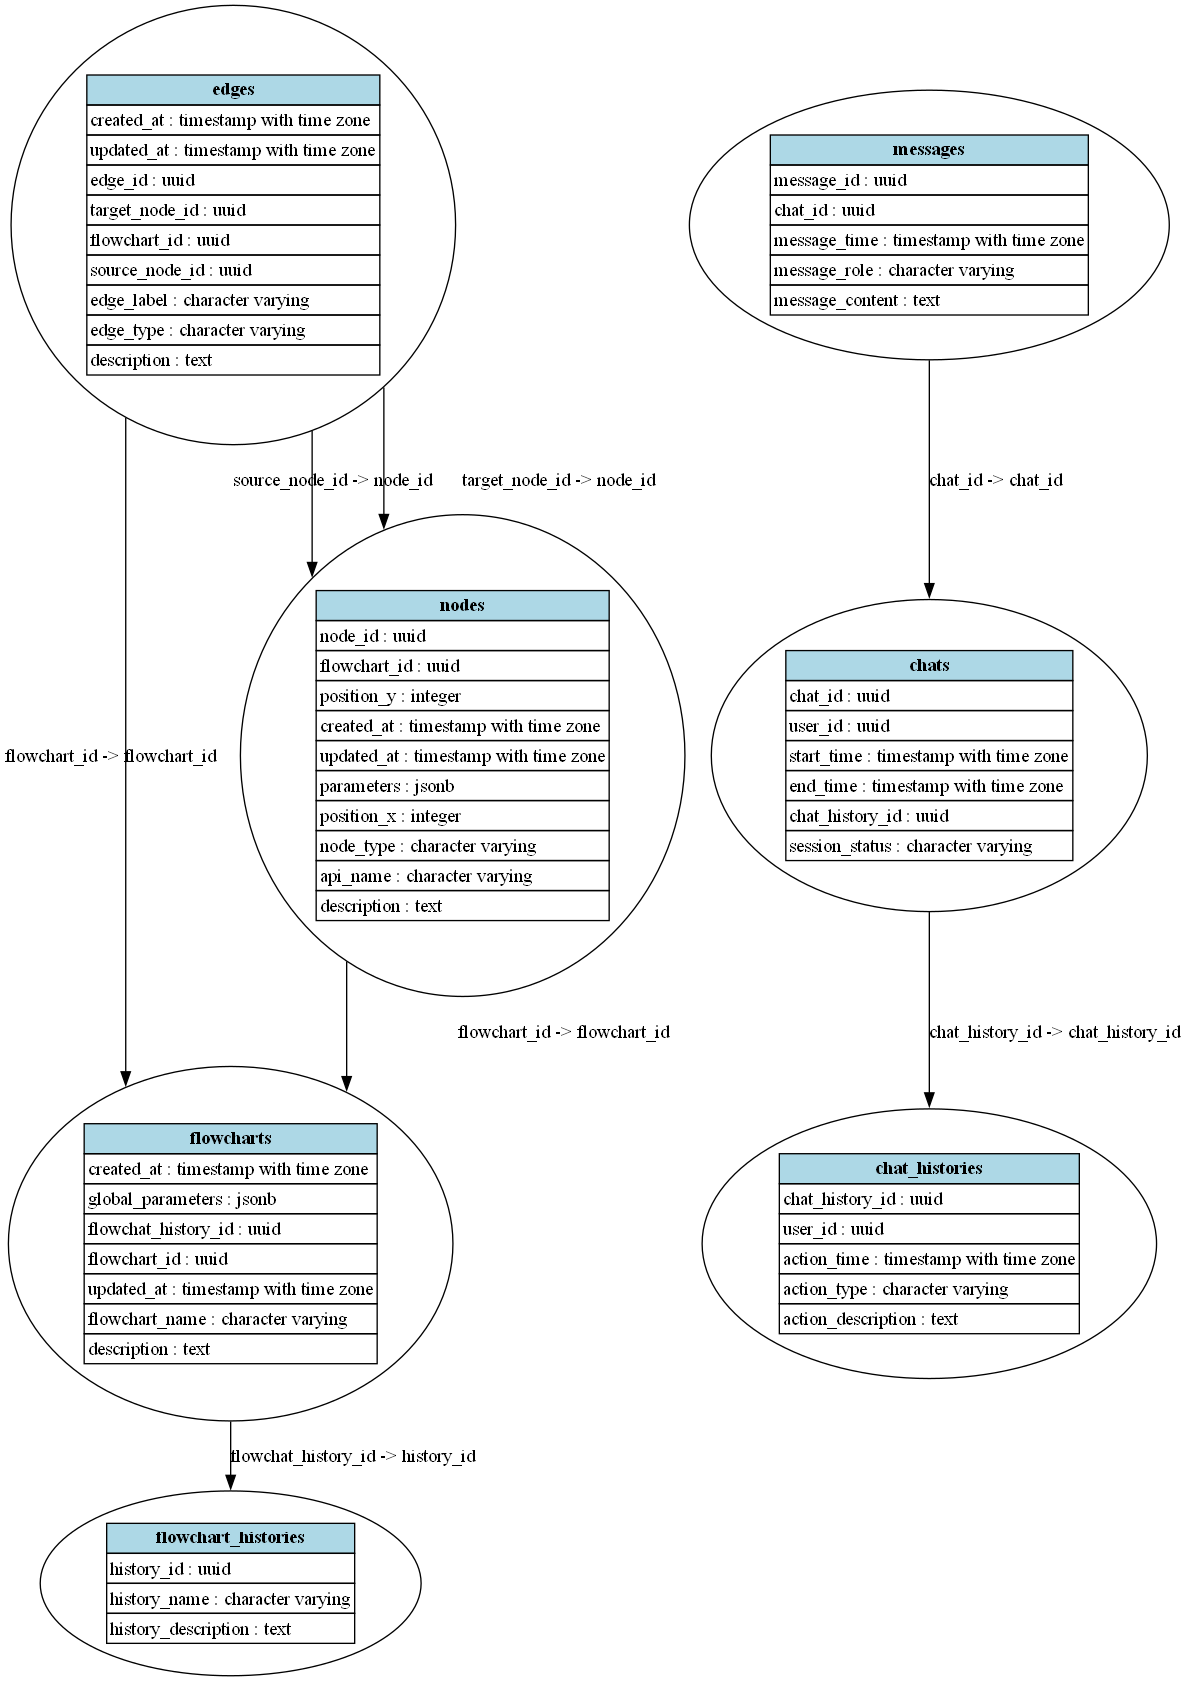 edges
created_at : timestamp with time zone
updated_at : timestamp with time zone
edge_id : uuid
target_node_id : uuid
flowchart_id : uuid
source_node_id : uuid
edge_label : character varying
edge_type : character varying
description : text
messages
message_id : uuid
chat_id : uuid
message_time : timestamp with time zone
message_role : character varying
message_content : text
source_node_id -> node_id
target_node_id -> node_id
chat_id -> chat_id
flowchart_id -> flowchart_id
nodes
node_id : uuid
flowchart_id : uuid
position_y : integer
created_at : timestamp with time zone
updated_at : timestamp with time zone
parameters : jsonb
position_x : integer
node_type : character varying
api_name : character varying
description : text
chats
chat_id : uuid
user_id : uuid
start_time : timestamp with time zone
end_time : timestamp with time zone
chat_history_id : uuid
session_status : character varying
flowchart_id -> flowchart_id
chat_history_id -> chat_history_id
flowcharts
created_at : timestamp with time zone
global_parameters : jsonb
flowchat_history_id : uuid
flowchart_id : uuid
updated_at : timestamp with time zone
flowchart_name : character varying
description : text
chat_histories
chat_history_id : uuid
user_id : uuid
action_time : timestamp with time zone
action_type : character varying
action_description : text
flowchat_history_id -> history_id
flowchart_histories
history_id : uuid
history_name : character varying
history_description : text